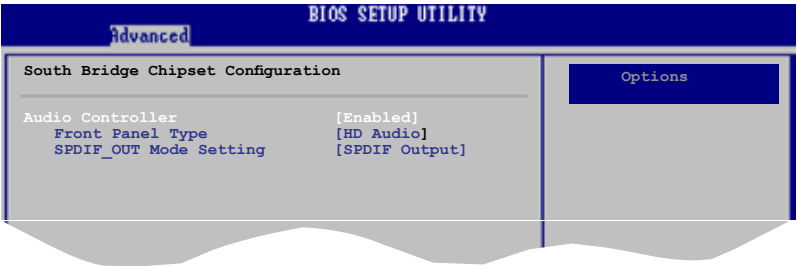 BIOS SETUP UTILITY
Advanced
South Bridge Chipset Configuration
Options
Audio Controller [Enabled]
Front Panel Type [HD Audio]
SPDIF_OUT Mode Setting [SPDIF Output]